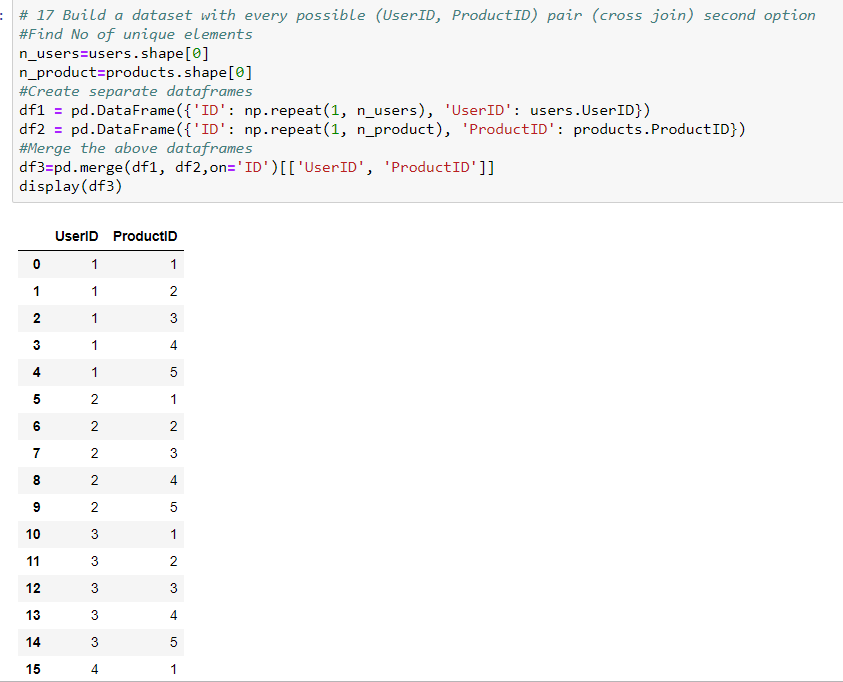 :
# 17 Build a dataset with every possible (UserID, ProductID) pair (cross join) second option
#Find No of unique elements
n_users=users.shape[0]
n_product=products.shape[0]
#Create separate dataframes
df1 = pd.DataFrame({'ID': np.repeat(1, n_users), 'UserID': users.UserID})
df2 = pd.DataFrame({'ID': np.repeat(1, n_product), 'ProductID': products.ProductID})
#Merge the above dataframes
df3=pd.merge(df1, df2,on='ID')[['UserID', 'ProductID']]
display(df3)
UserID ProductID
0 1 1
1 1 2
2 1 3
3 1 4
4 1 5
5 2 1
6 2 2
7 2 3
8 2 4
9 2 5
10 3 1
11 3 2
12 3 3
13 3 4
14 3 5
15 4 1